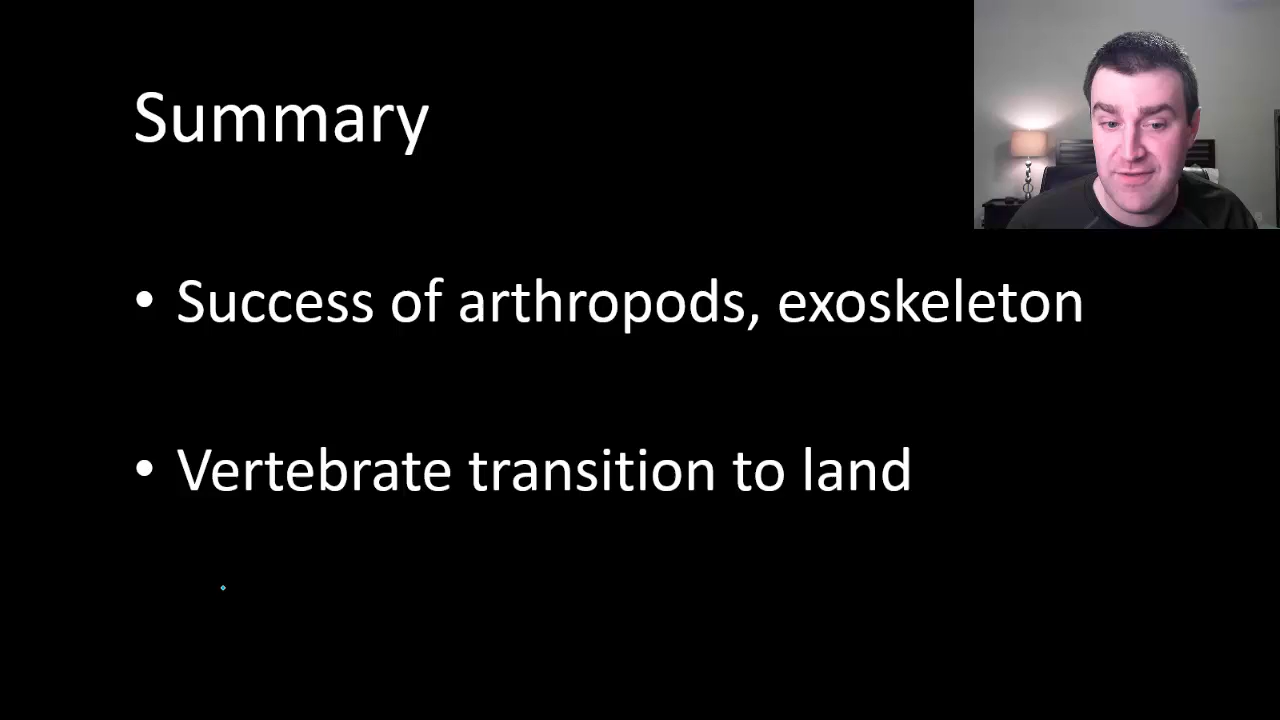 Summary
• Success of arthropods, exoskeleton
• Vertebrate transition to land